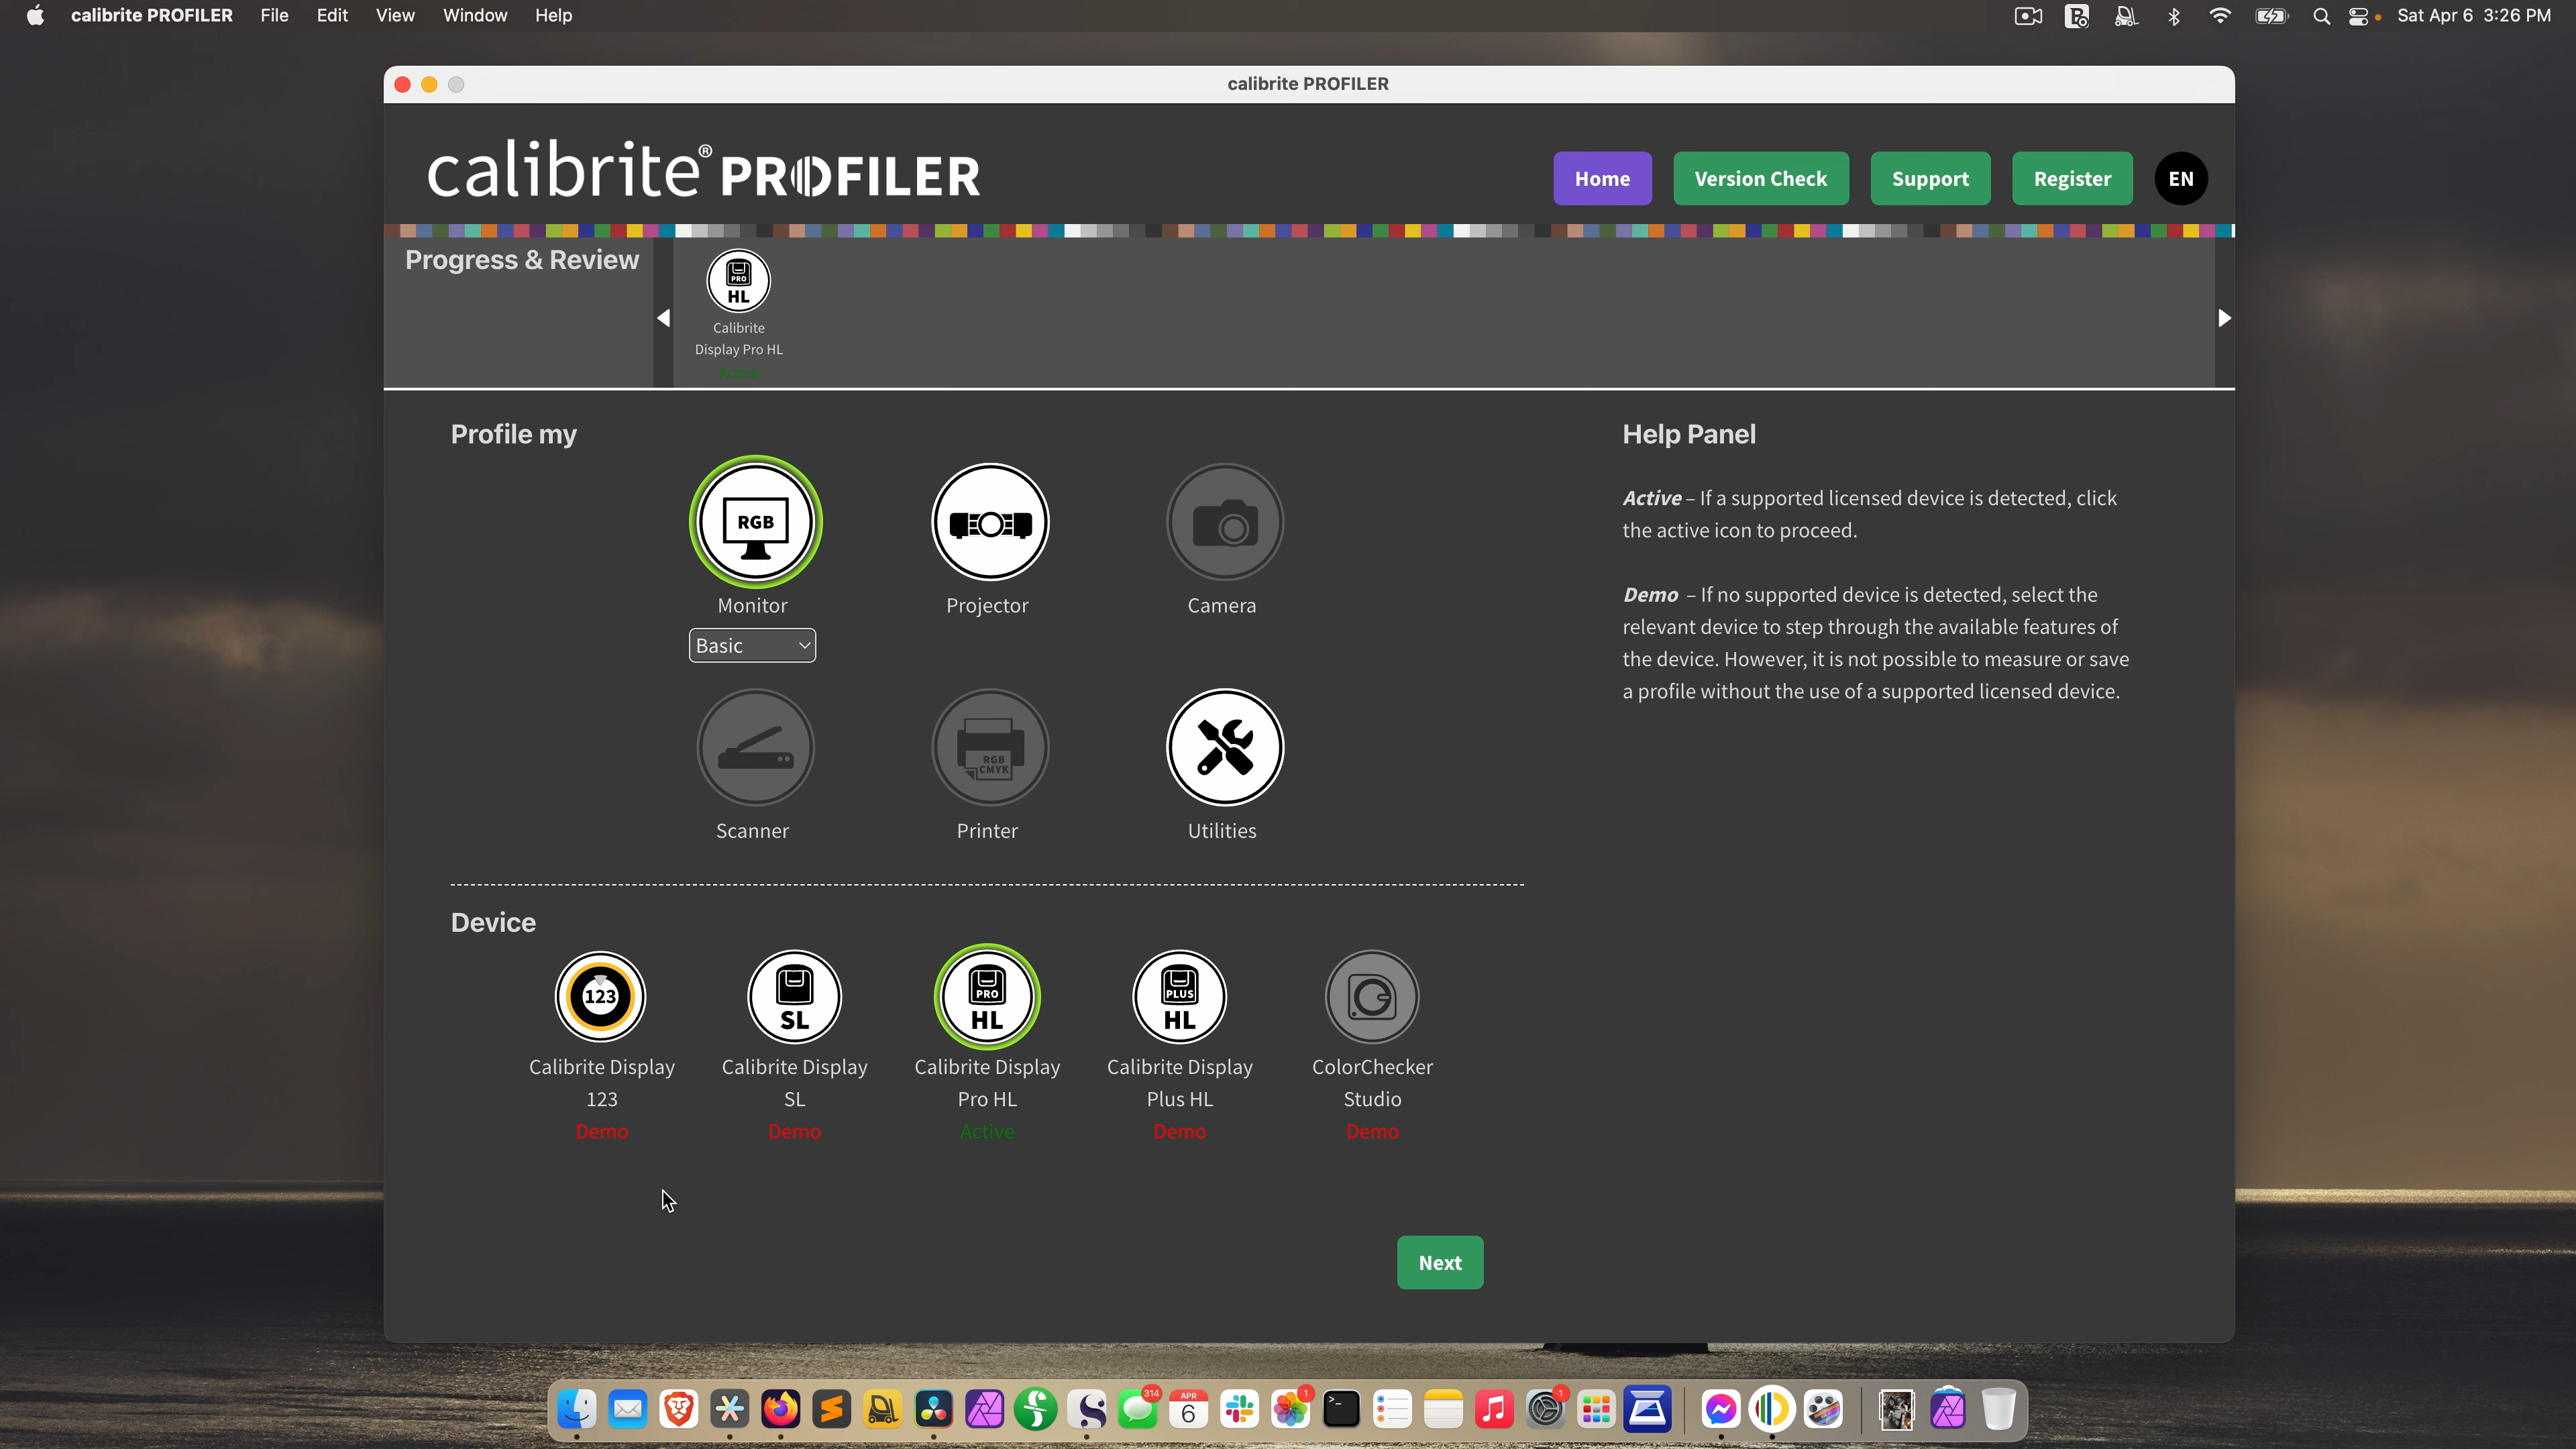 calibrite PROFILER File Edit View Window Help Sat Apr 6 3:26 PM
calibrite PROFILER
calibrite® PROFILER
Home Version Check Support Register EN
Progress & Review
PRO
HL
Calibrite
Display Pro HL
Active
Profile my
RGB
Monitor Projector Camera
Basic
RGB
CMYK
Scanner Printer Utilities
Device
123 SL PRO HL PLUS HL
Calibrite Display Calibrite Display Calibrite Display Calibrite Display ColorChecker
123 SL Pro HL Plus HL Studio
Demo Demo Active Demo Demo
Next
Help Panel
Active – If a supported licensed device is detected, click
the active icon to proceed.
Demo – If no supported device is detected, select the
relevant device to step through the available features of
the device. However, it is not possible to measure or save
a profile without the use of a supported licensed device.
314 APR 6 1 1